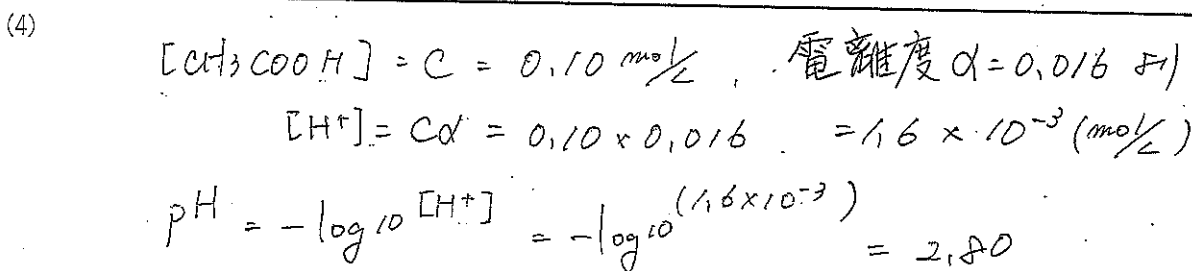 (4)
[CH3COOH] = C = 0.10 mol/L, 電離度 α = 0.016 より
[H+] = Cα = 0.10 × 0.016 = 1.6 × 10-3 (mol/L)
pH = -log10 [H+] = -log10 (1.6×10-3) = 2.80